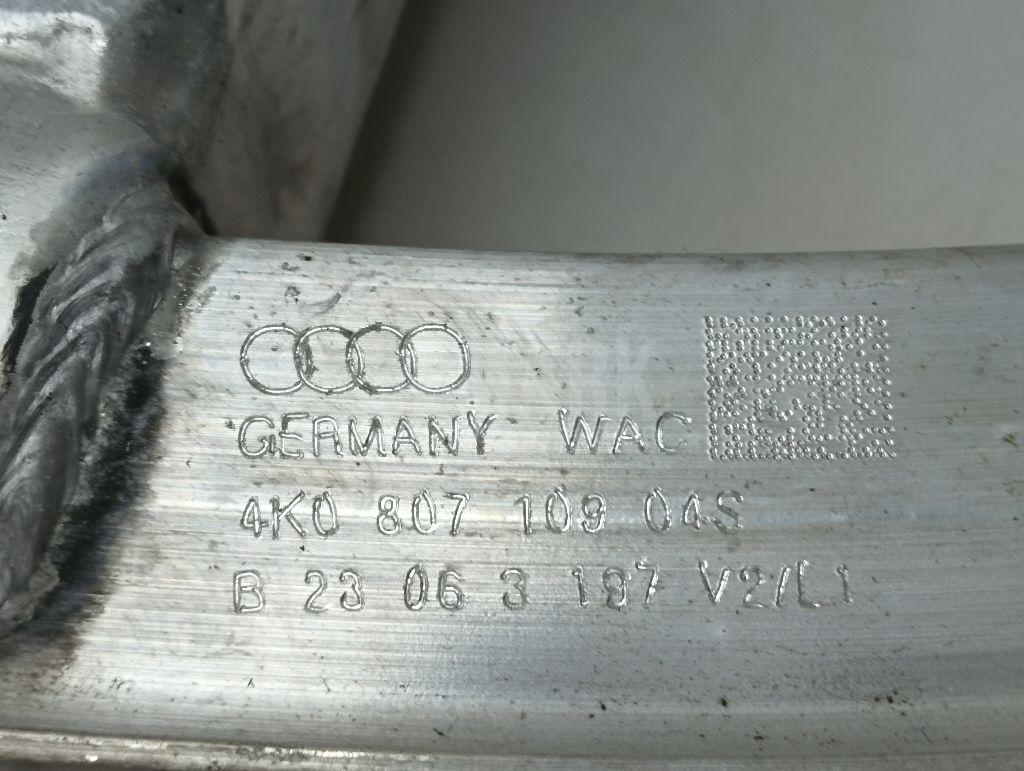 GERMANY WAC
4K0 807 109 04S
B 23 06 3 197 V2/L1